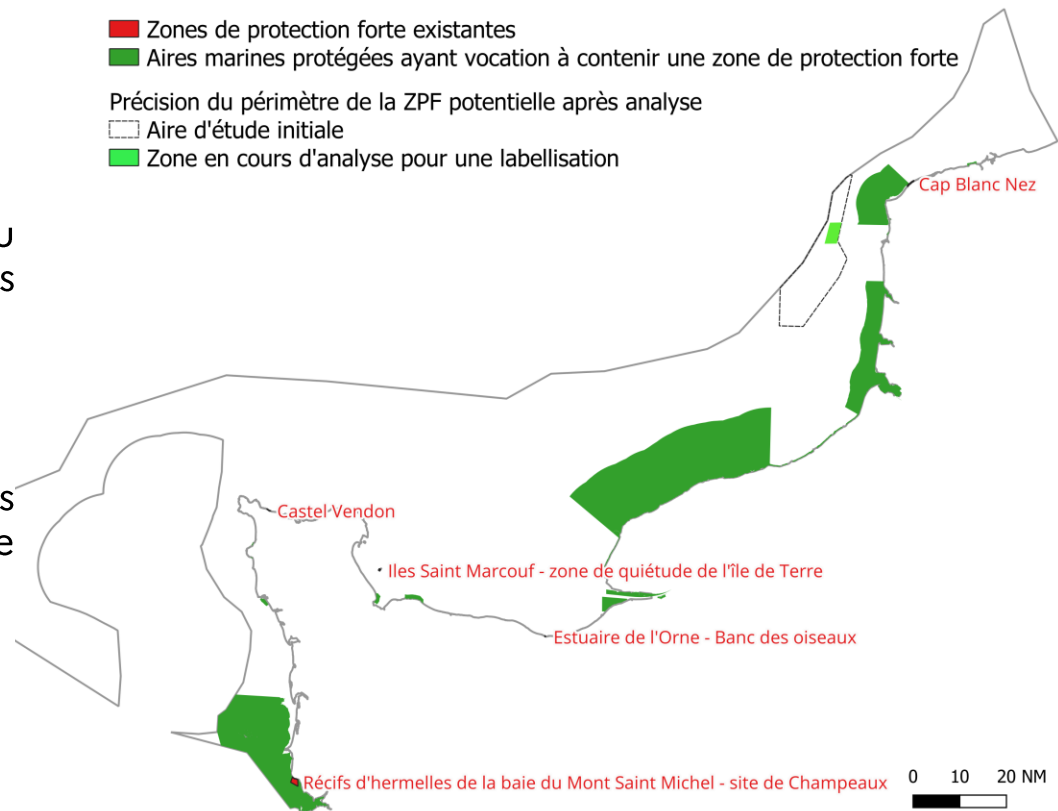 Zones de protection forte existantes
Aires marines protégées ayant vocation à contenir une zone de protection forte
Précision du périmètre de la ZPF potentielle après analyse
Aire d'étude initiale
Zone en cours d'analyse pour une labellisation
Cap Blanc Nez
u
s
s
e
Castel Vendon
Iles Saint Marcouf - zone de quiétude de l'île de Terre
Estuaire de l'Orne - Banc des oiseaux
Récifs d'hermelles de la baie du Mont Saint Michel - site de Champeaux
0 10 20 NM